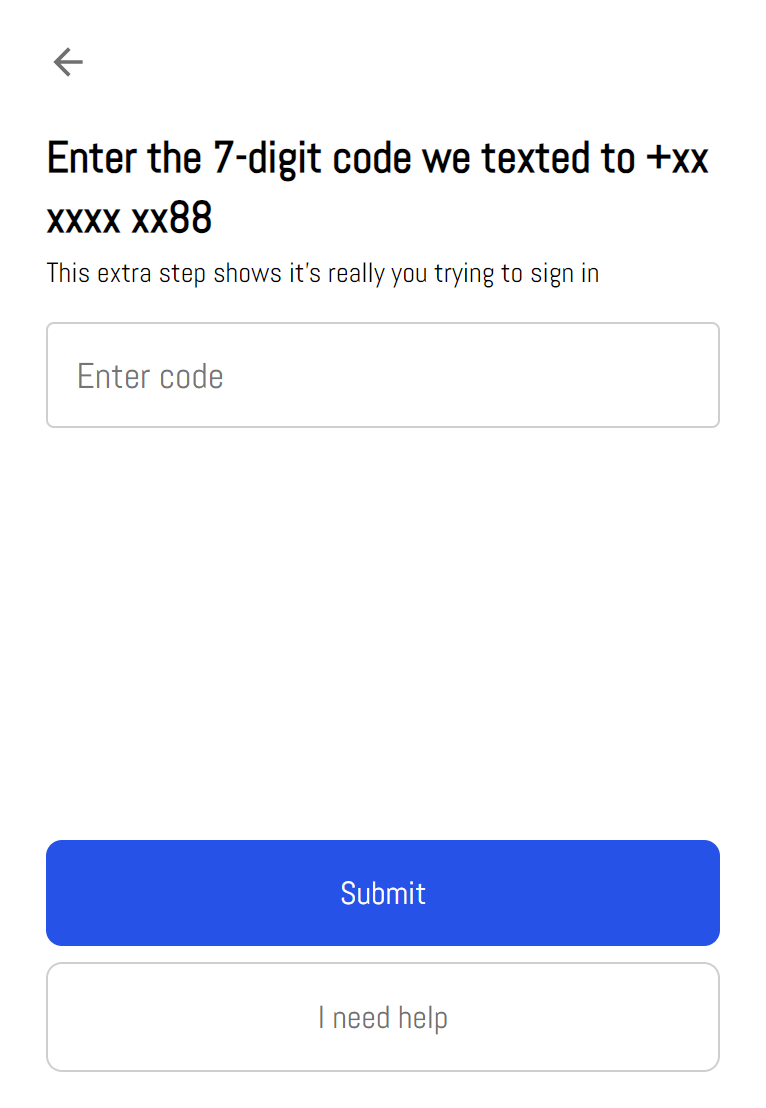 Enter the 7-digit code we texted to +xx
xxxx xx88
This extra step shows it's really you trying to sign in
Enter code
Submit
I need help